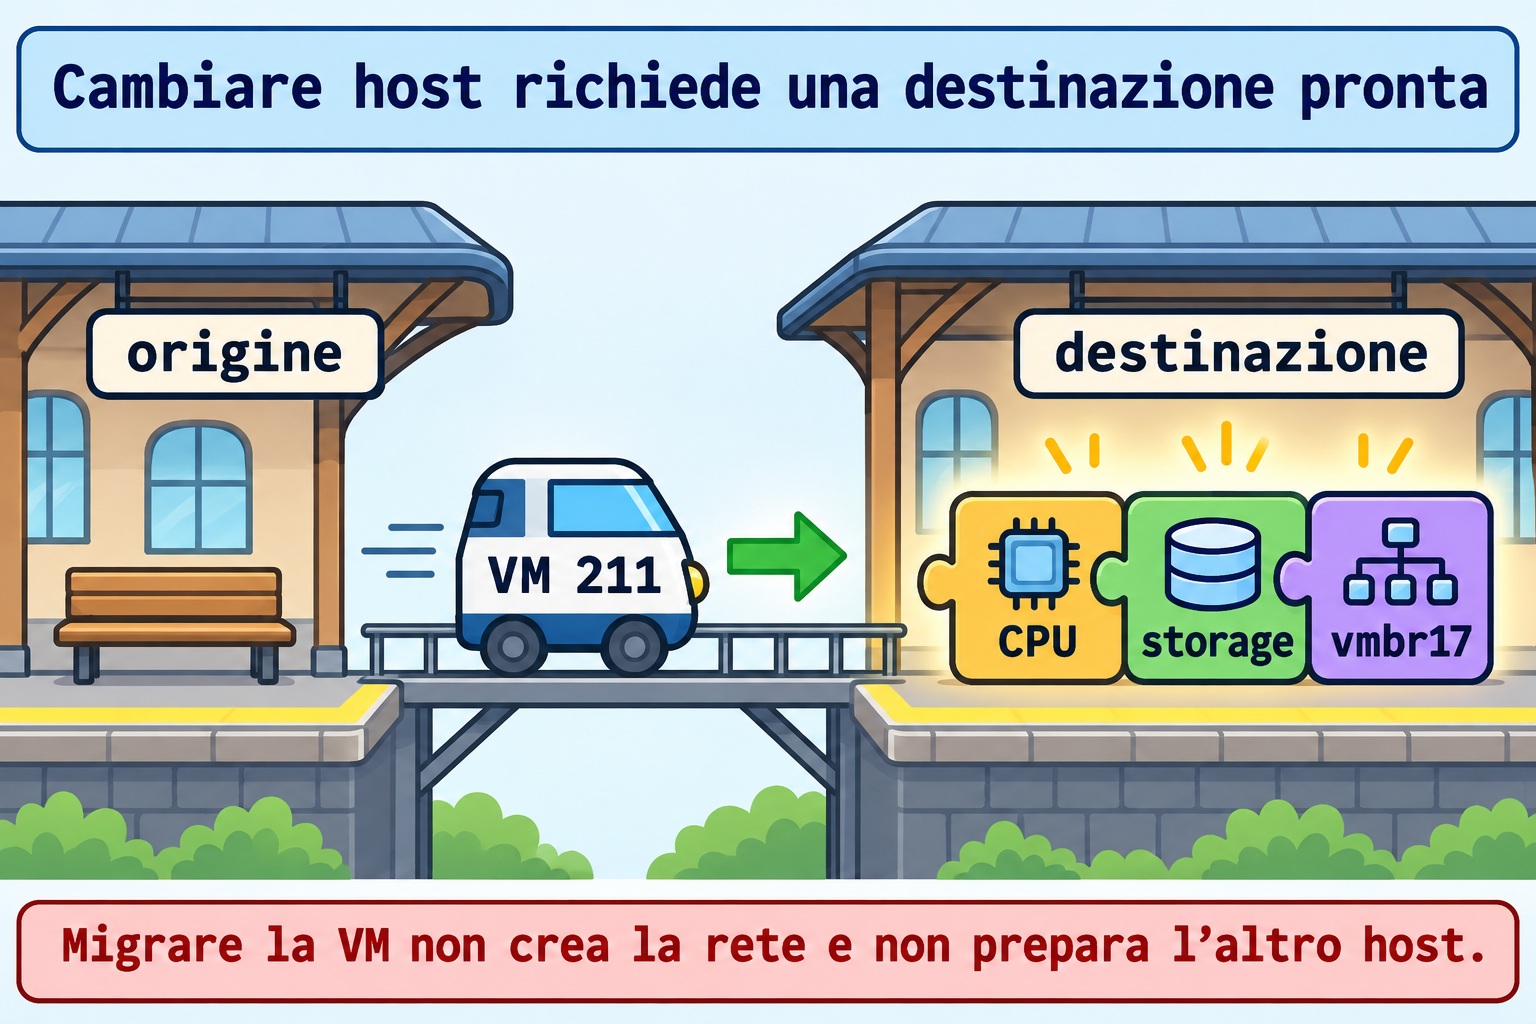 Cambiare host richiede una destinazione pronta
origine
destinazione
VM 211
CPU
storage
vmbr17
Migrare la VM non crea la rete e non prepara l’altro host.